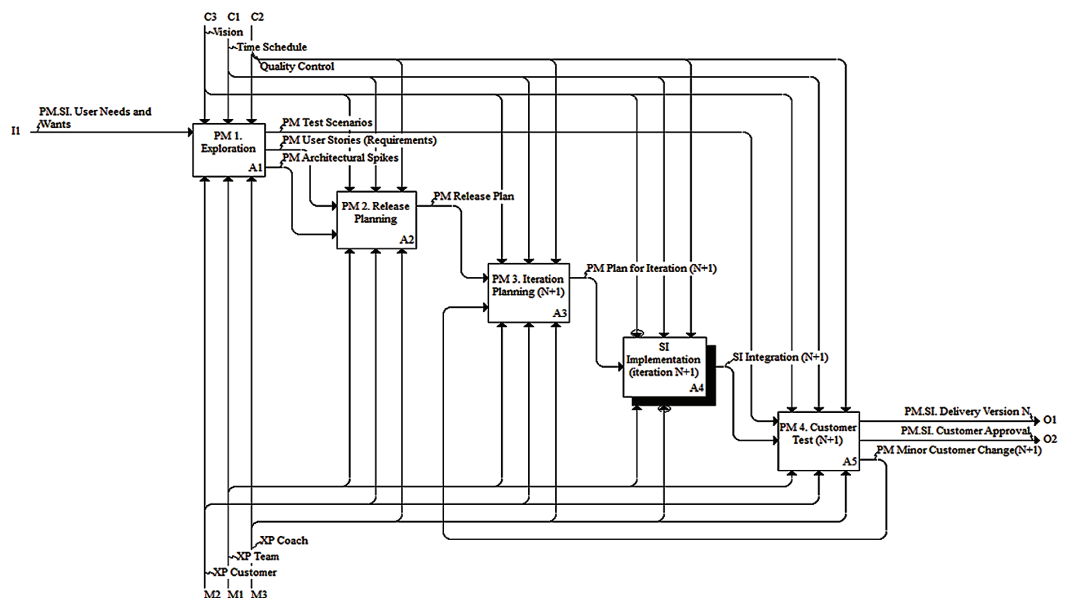 C3 C1 C2
Vision
Time Schedule
Quality Control
PM.SI. User Needs and
Wants
I1
PM 1.
Exploration
A1
PM Test Scenarios
PM User Stories (Requirements)
PM Architectural Spikes
PM 2. Release
Planning
A2
PM Release Plan
PM 3. Iteration
Planning (N+1)
A3
PM Plan for Iteration (N+1)
SI
Implementation
(iteration N+1)
A4
SI Integration (N+1)
PM 4. Customer
Test (N+1)
A5
PM.SI. Delivery Version N
O1
PM.SI. Customer Approval
O2
PM Minor Customer Change(N+1)
XP Coach
XP Team
XP Customer
M2 M1 M3